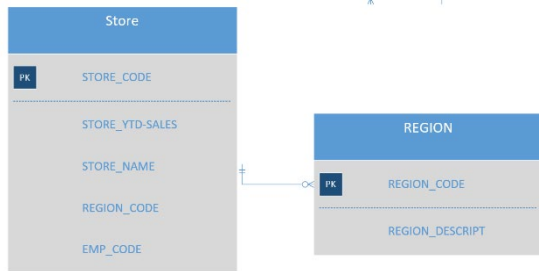 Store
PK STORE_CODE
STORE_YTD-SALES
STORE_NAME
REGION_CODE
EMP_CODE
REGION
PK REGION_CODE
REGION_DESCRIPT